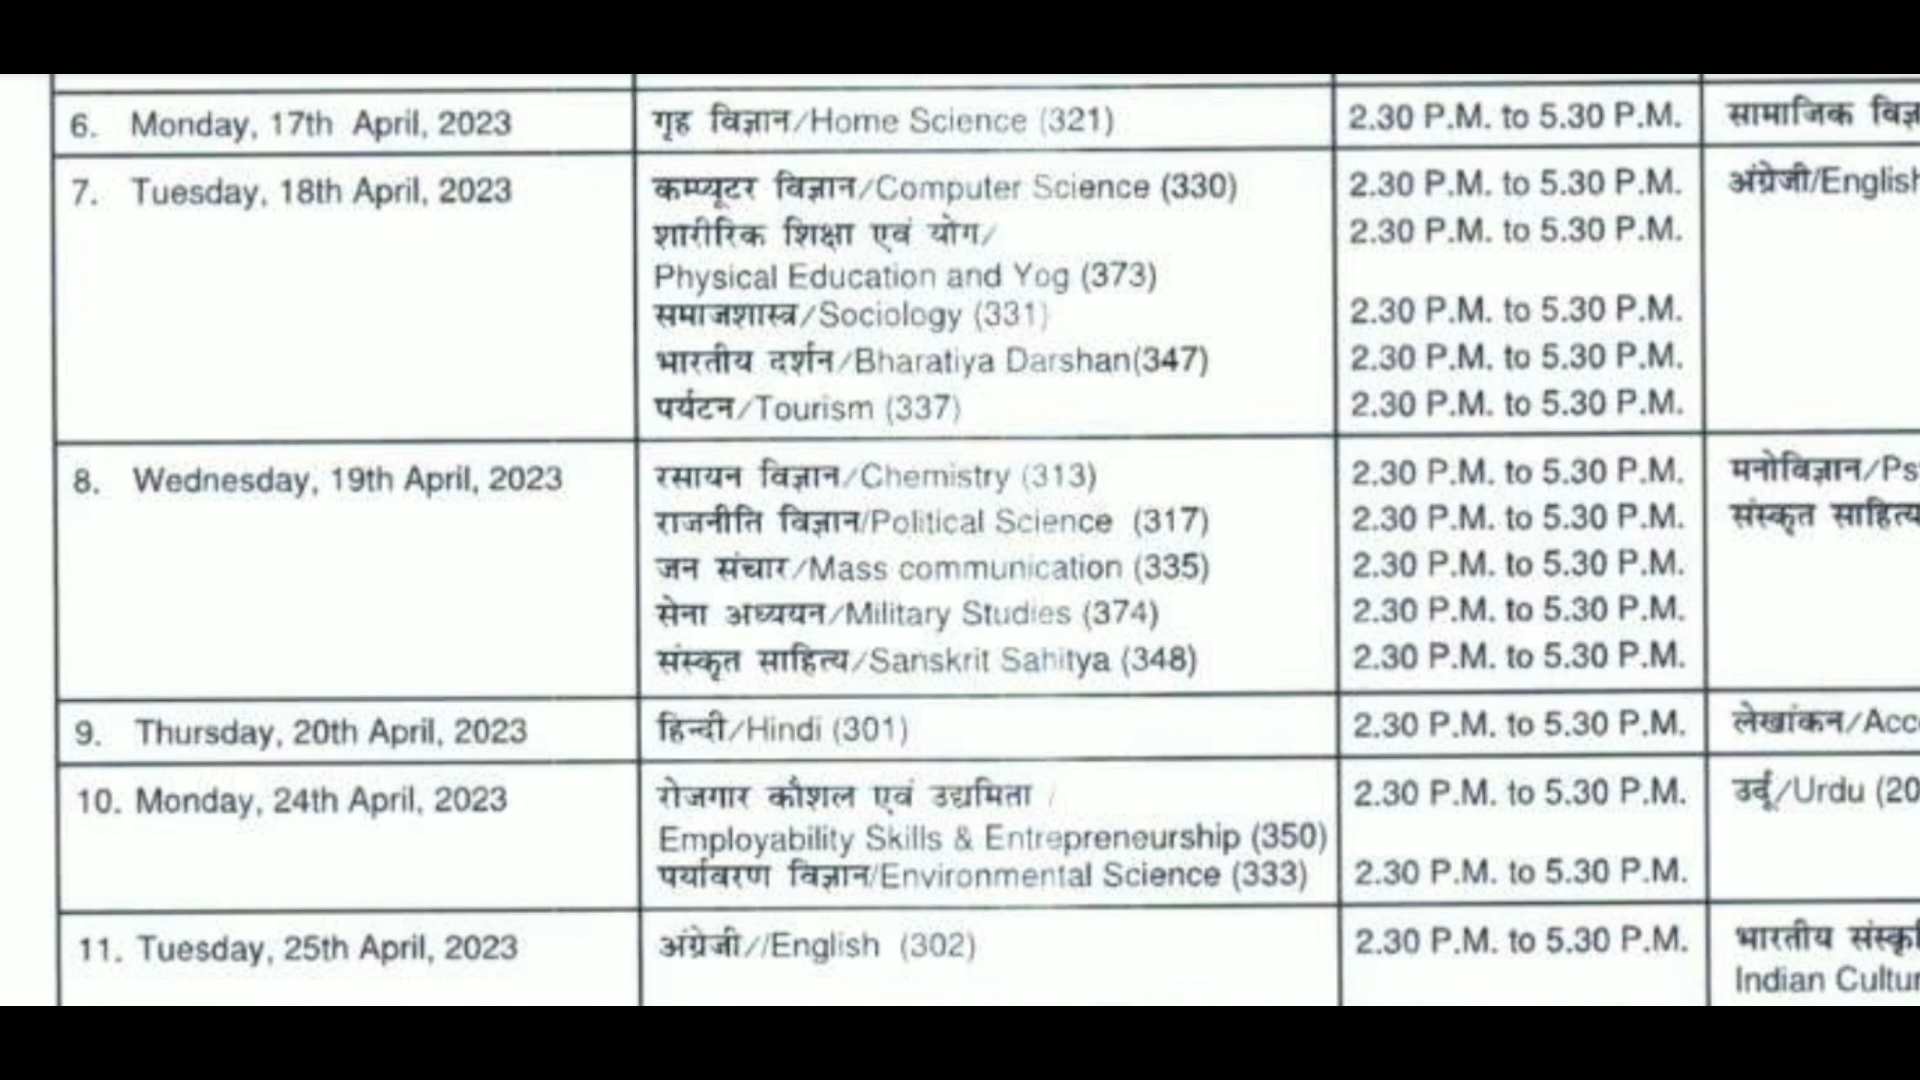 6. Monday, 17th April, 2023 गृह विज्ञान/Home Science (321) 2.30 P.M. to 5.30 P.M. सामाजिक
7. Tuesday, 18th April, 2023 कम्प्यूटर विज्ञान/Computer Science (330) 2.30 P.M. to 5.30 P.M. अंग्रेजी/English
शारीरिक शिक्षा एवं योग/ 2.30 P.M. to 5.30 P.M.
Physical Education and Yog (373)
समाजशास्त्र/Sociology (331) 2.30 P.M. to 5.30 P.M.
भारतीय दर्शन/Bharatiya Darshan(347) 2.30 P.M. to 5.30 P.M.
पर्यटन/Tourism (337) 2.30 P.M. to 5.30 P.M.
8. Wednesday, 19th April, 2023 रसायन विज्ञान/Chemistry (313) 2.30 P.M. to 5.30 P.M. मनोविज्ञान/Ps
राजनीति विज्ञान/Political Science (317) 2.30 P.M. to 5.30 P.M. संस्कृत साहित्य
जन संचार/Mass communication (335) 2.30 P.M. to 5.30 P.M.
सेना अध्ययन/Military Studies (374) 2.30 P.M. to 5.30 P.M.
संस्कृत साहित्य/Sanskrit Sahitya (348) 2.30 P.M. to 5.30 P.M.
9. Thursday, 20th April, 2023 हिन्दी/Hindi (301) 2.30 P.M. to 5.30 P.M. लेखांकन/Acc
10. Monday, 24th April, 2023 रोजगार कौशल एवं उद्यमिता / 2.30 P.M. to 5.30 P.M. उर्दू/Urdu (20
Employability Skills & Entrepreneurship (350)
पर्यावरण विज्ञान/Environmental Science (333) 2.30 P.M. to 5.30 P.M.
11. Tuesday, 25th April, 2023 अंग्रेजी//English (302) 2.30 P.M. to 5.30 P.M. भारतीय
Indian Cultur